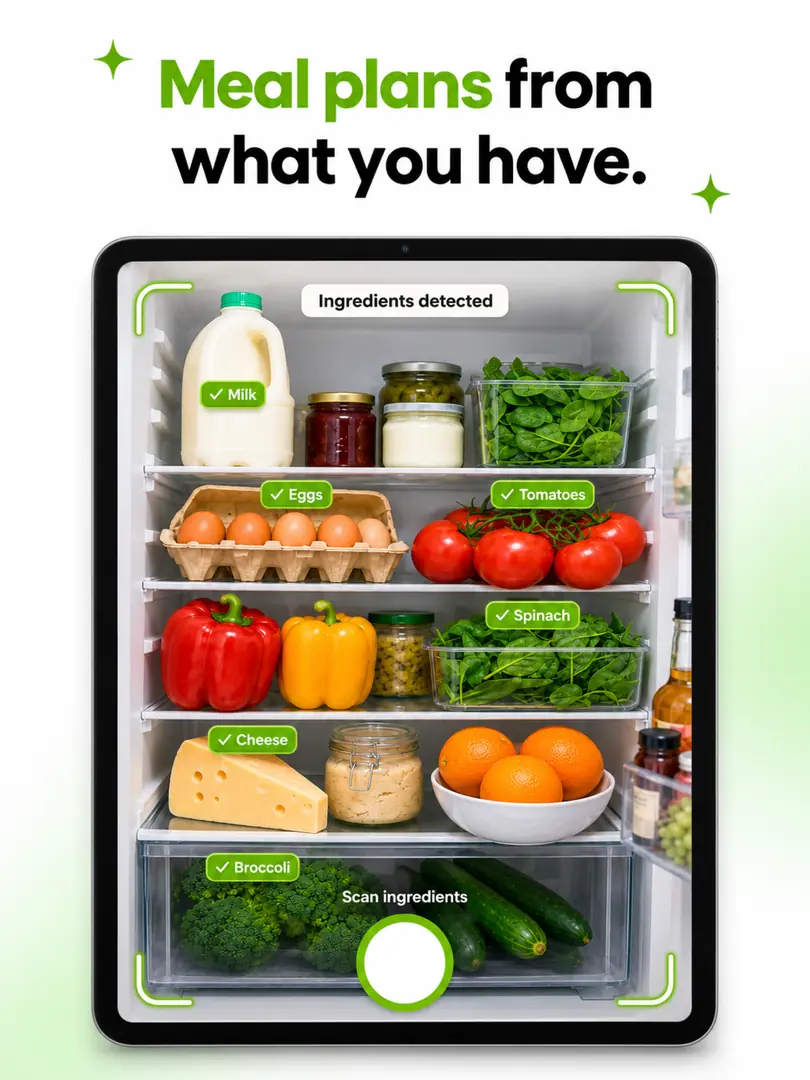 Meal plans from
what you have.
Ingredients detected
Milk
Eggs
Tomatoes
Spinach
Cheese
Broccoli
Scan ingredients